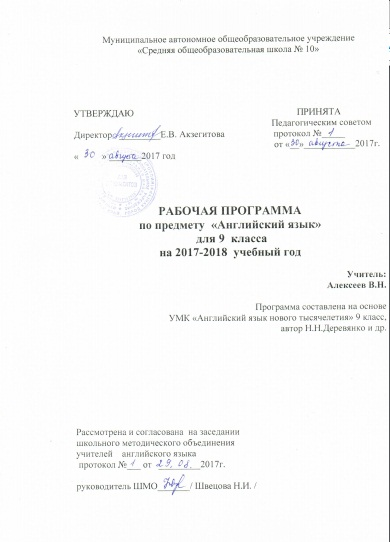 Муниципальное автономное общеобразовательное учреждение
«Средняя общеобразовательная школа № 10»
УТВЕРЖДАЮ
Директор Е.В. Акзегитова
« 30 » августа 2017 год
ПРИНЯТА
Педагогическим советом
протокол № 1
от «30» августа 2017г.
РАБОЧАЯ ПРОГРАММА
по предмету «Английский язык»
для 9 класса
на 2017-2018 учебный год
Учитель:
Алексеев В.Н.
Программа составлена на основе
УМК «Английский язык нового тысячелетия» 9 класс,
автор Н.Н.Деревянко и др.
Рассмотрена и согласована на заседании
школьного методического объединения
учителей английского языка
протокол № 1 от 29.08. 2017г.
руководитель ШМО / Швецова Н.И. /